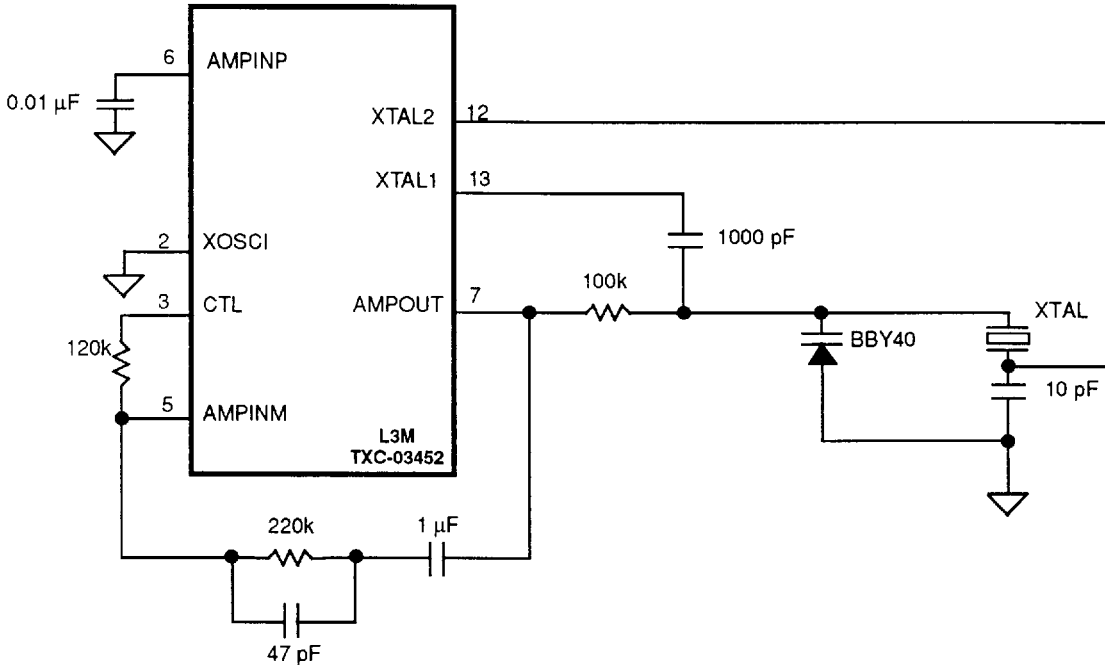 6
AMPINP
0.01 μF
XTAL2
12
XTAL1
13
1000 pF
2
XOSCI
100k
3
CTL
AMPOUT
7
XTAL
120k
BBY40
10 pF
5
AMPINM
L3M
TXC-03452
220k
1 μF
47 pF